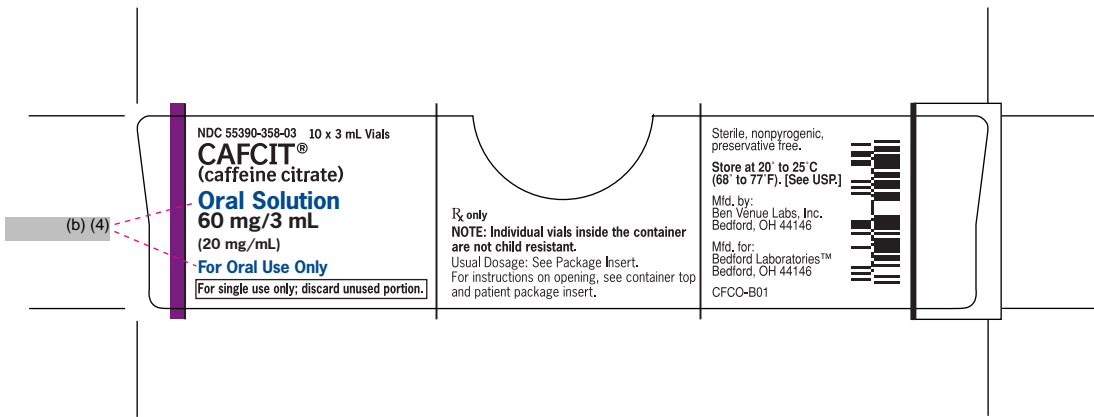 (b) (4)
NDC 55390-358-03 10 x 3 mL Vials
CAFCIT®
(caffeine citrate)
Oral Solution
60 mg/3 mL
(20 mg/mL)
For Oral Use Only
For single use only; discard unused portion.
℞ only
NOTE: Individual vials inside the container
are not child resistant.
Usual Dosage: See Package Insert.
For instructions on opening, see container top
and patient package insert.
Sterile, nonpyrogenic,
preservative free.
Store at 20˚ to 25˚C
(68˚ to 77˚F). [See USP.]
Mfd. by:
Ben Venue Labs, Inc.
Bedford, OH 44146
Mfd. for:
Bedford Laboratories™
Bedford, OH 44146
CFCO-B01